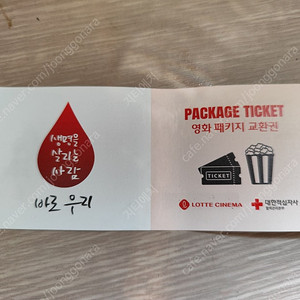 생명을
살리는
사람
바로 우리
PACKAGE TICKET
영화 패키지 교환권
TICKET
LOTTE CINEMA
대한적십자사